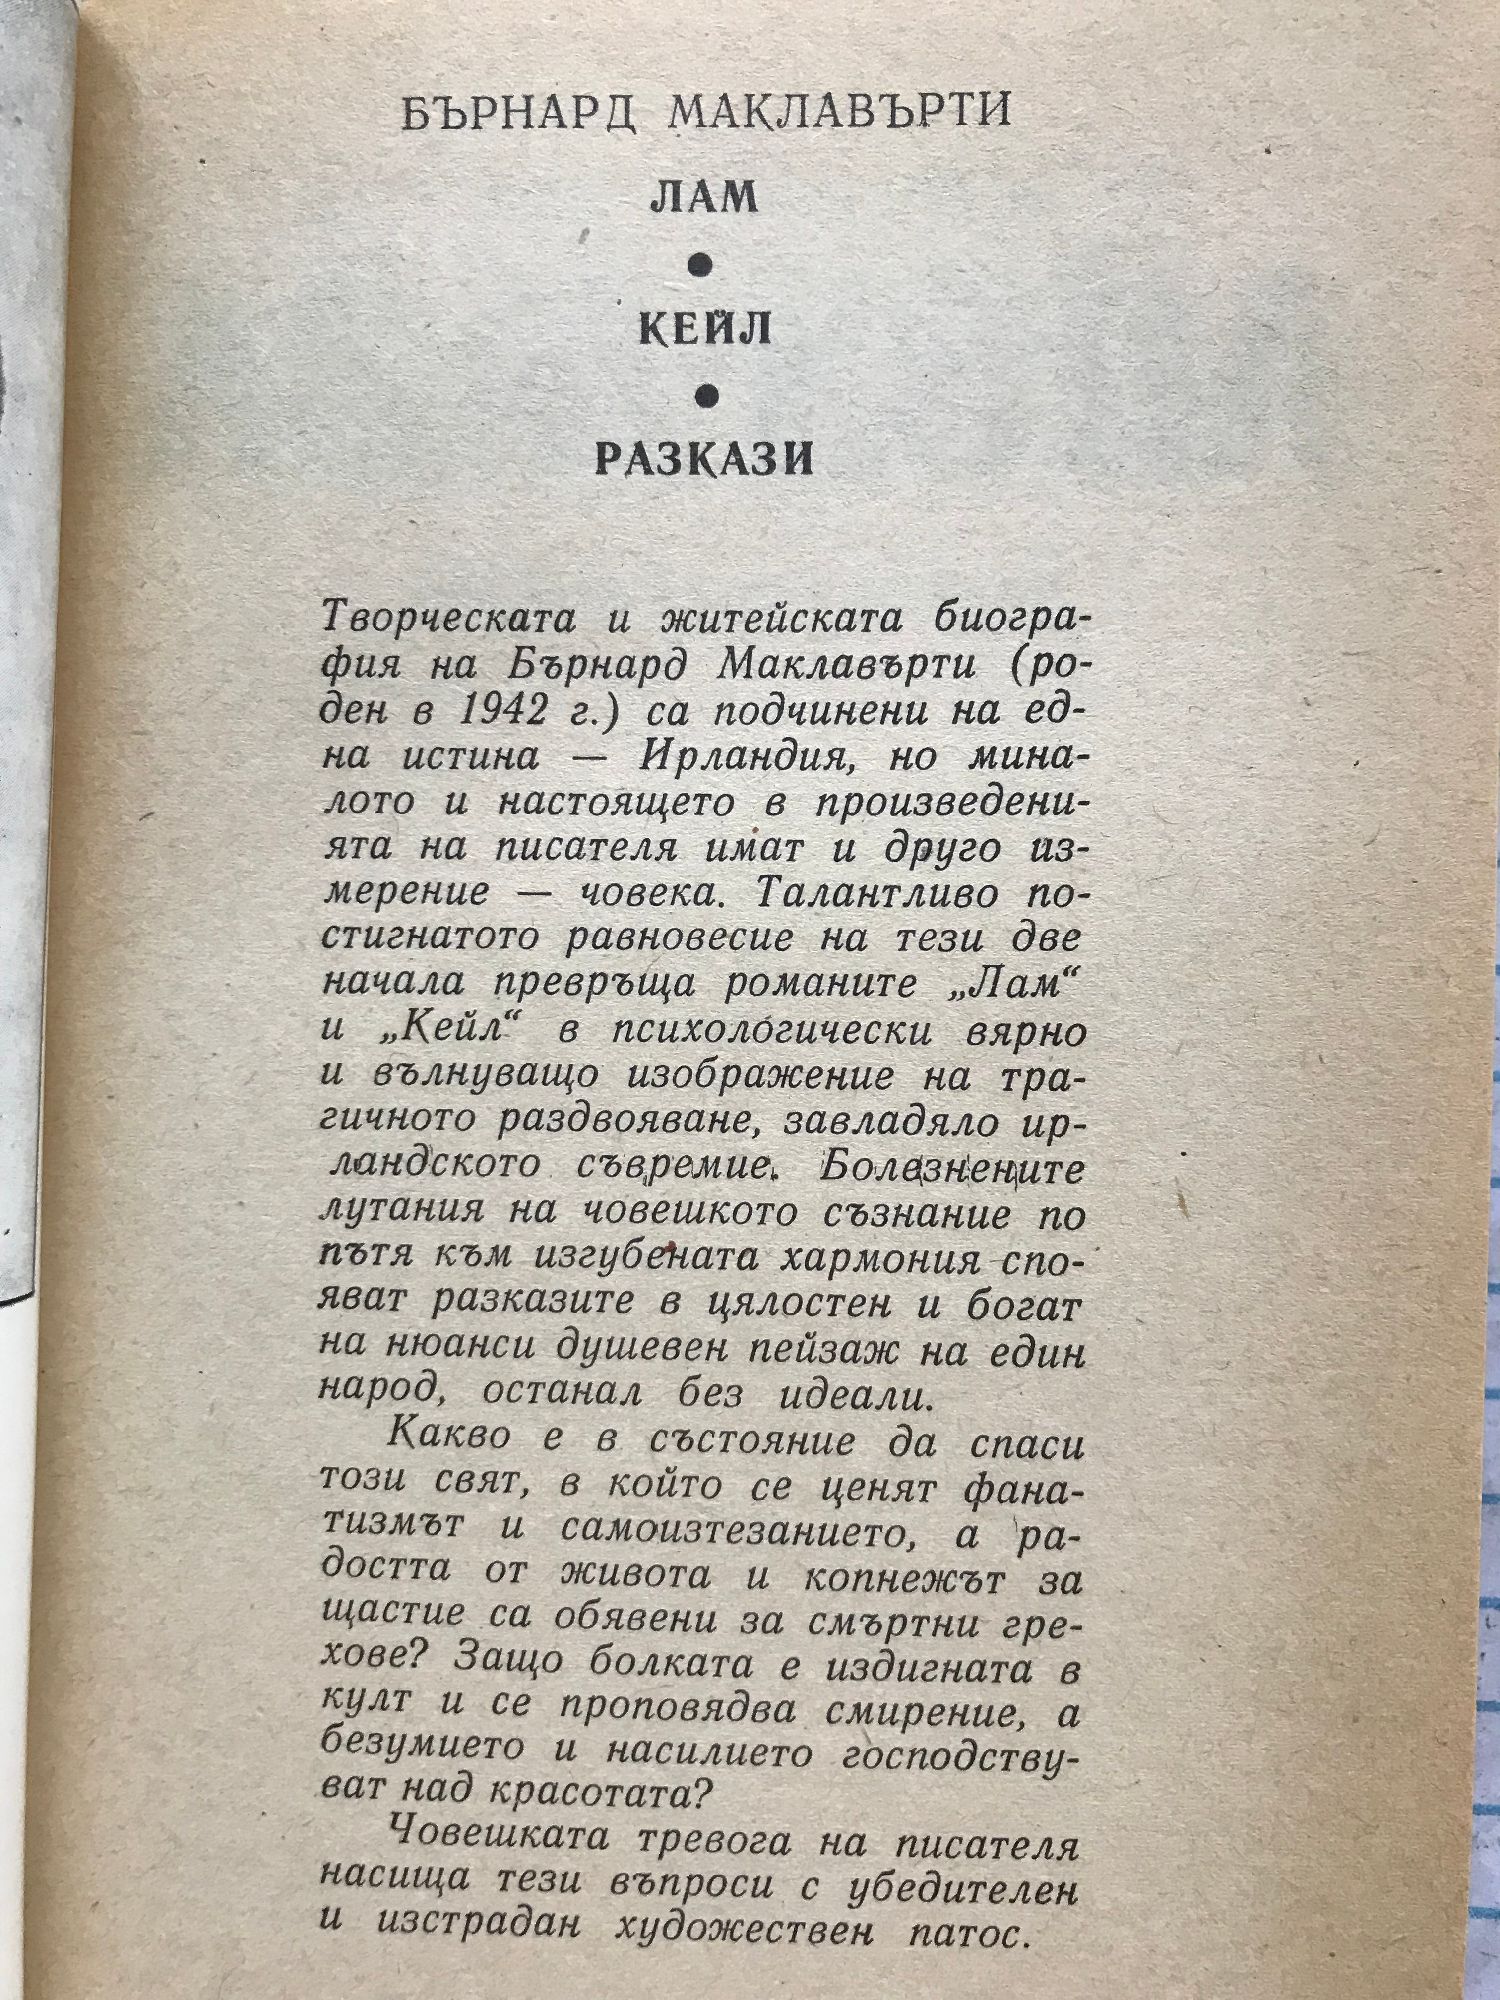 БЪРНАРД МАКЛАВЪРТИ
ЛАМ
●
КЕЙЛ
●
РАЗКАЗИ
Творческата и житейската биогра-
фия на Бърнард Маклавърти (ро-
ден в 1942 г.) са подчинени на ед-
на истина — Ирландия, но мина-
лото и настоящето в произведени-
ята на писателя имат и друго из-
мерение — човека. Талантливо по-
стигнатото равновесие на тези две
начала превръща романите „Лам“
и „Кейл“ в психологически вярно
и вълнуващо изображение на тра-
гичното раздвояване, завладяло ир-
ландското съвремие. Болезнените
лутания на човешкото съзнание по
пътя към изгубената хармония спо-
яват разказите в цялостен и богат
на нюанси душевен пейзаж на един
народ, останал без идеали.
Какво е в състояние да спаси
този свят, в който се ценят фана-
тизмът и самоизтезанието, а ра-
достта от живота и копнежът за
щастие са обявени за смъртни гре-
хове? Защо болката е издигната в
култ и се проповядва смирение, а
безумието и насилието господству-
ват над красотата?
Човешката тревога на писателя
насища тези въпроси с убедителен
и изстрадан художествен патос.